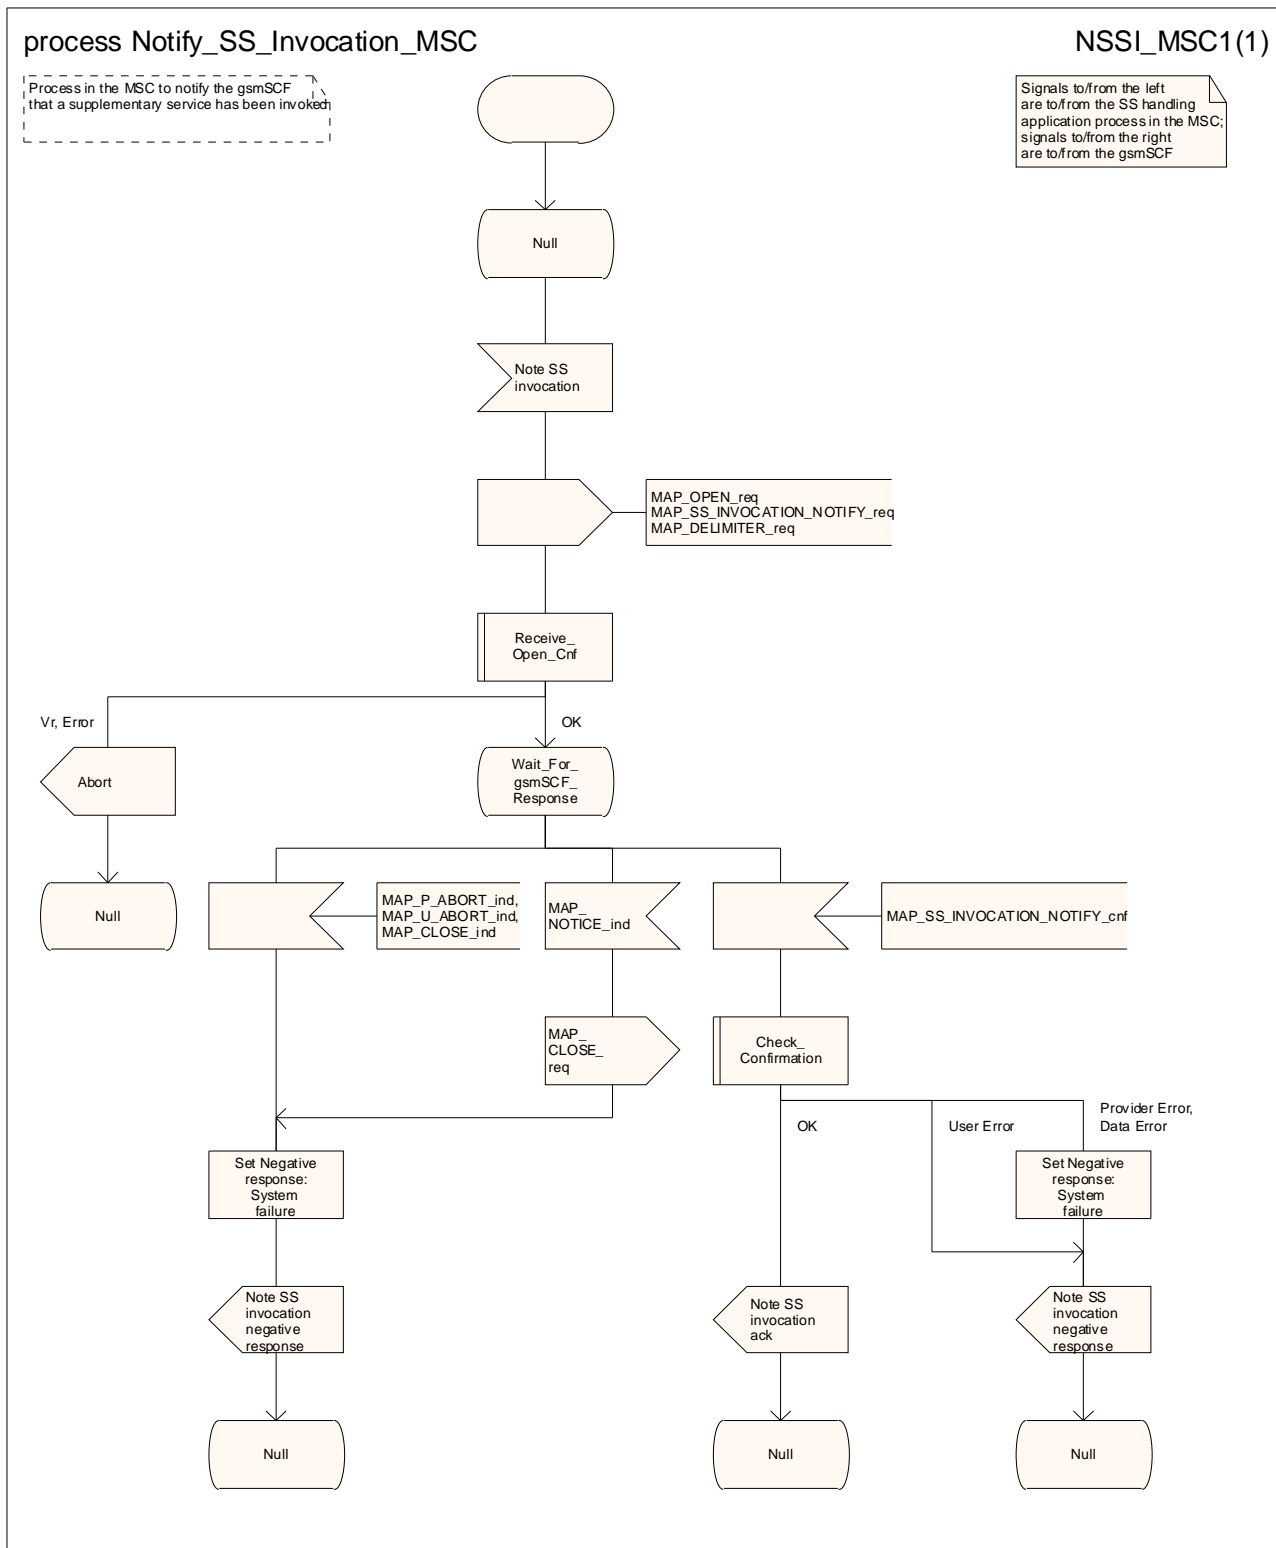 process Notify_SS_Invocation_MSC
NSSI_MSC1(1)
Process in the MSC to notify the gsmSCF
that a supplementary service has been invoked
Signals to/from the left
are to/from the SS handling
application process in the MSC;
signals to/from the right
are to/from the gsmSCF
Null
Note SS
invocation
MAP_OPEN_req
MAP_SS_INVOCATION_NOTIFY_req
MAP_DELIMITER_req
Receive_
Open_Cnf
Vr, Error
OK
Abort
Wait_For_
gsmSCF_
Response
Null
MAP_P_ABORT_ind,
MAP_U_ABORT_ind,
MAP_CLOSE_ind
MAP_
NOTICE_ind
MAP_SS_INVOCATION_NOTIFY_cnf
MAP_
CLOSE_
req
Check_
Confirmation
OK
User Error
Provider Error,
Data Error
Set Negative
response:
System
failure
Set Negative
response:
System
failure
Note SS
invocation
negative
response
Note SS
invocation
ack
Note SS
invocation
negative
response
Null
Null
Null